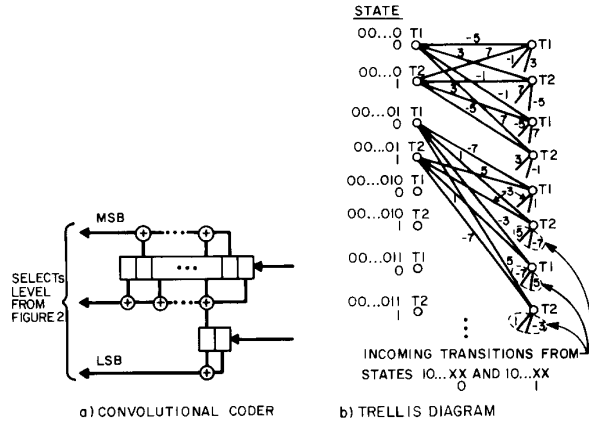 MSB
SELECTS
LEVEL
FROM
FIGURE 2
LSB
a) CONVOLUTIONAL CODER
STATE
00...0 T1
0
00...0 T2
1
00...01 T1
0
00...01 T2
1
00...010 T1
0
00...010 T2
1
00...011 T1
0
00...011 T2
1
-5
3 7
-1
3
5
7
-7
1
5
3
1
-3
-7
T1
-1 3
T2
-1 7
-5
T1
-5
7
T2
3
-1
T1
3
1
T2
5
-7
T1
5
-7
5
T2
1
-3
INCOMING TRANSITIONS FROM
STATES 10...XX AND 10...XX
0 1
b) TRELLIS DIAGRAM